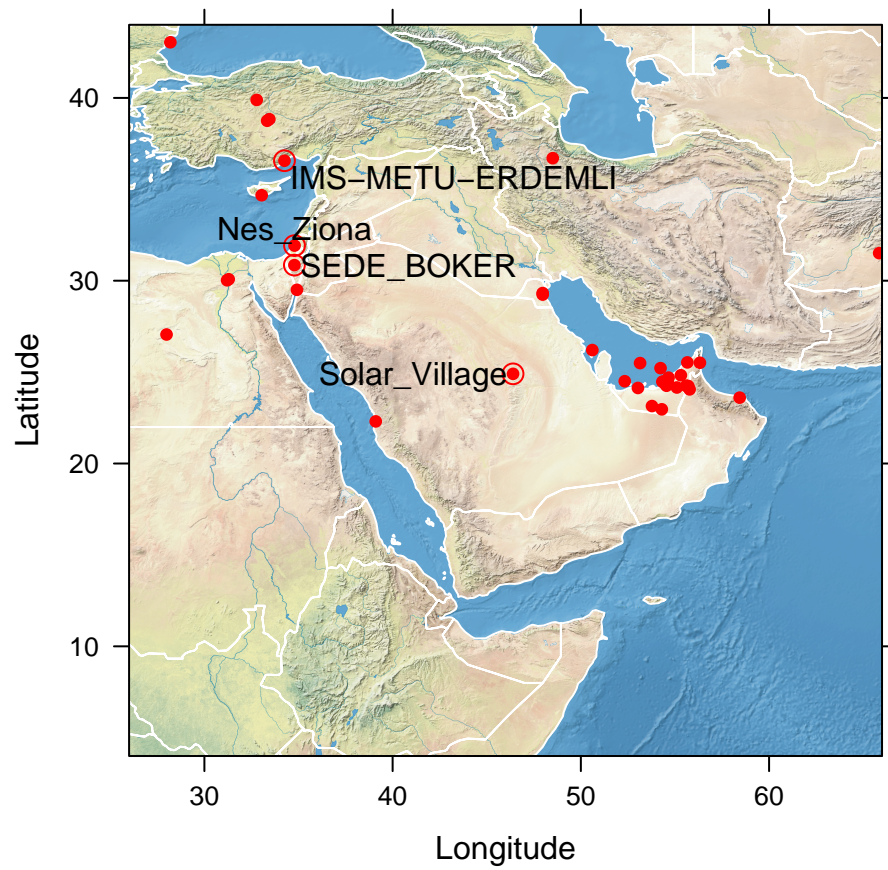 40
30
20
10
30
40
50
60
Latitude
Longitude
IMS−METU−ERDEMLI
Nes_Ziona
SEDE_BOKER
Solar_Village